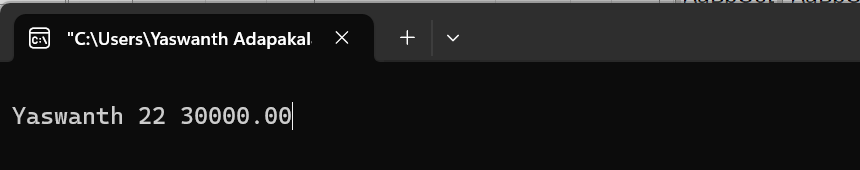 "C:\Users\Yaswanth Adapakal
Yaswanth 22 30000.00